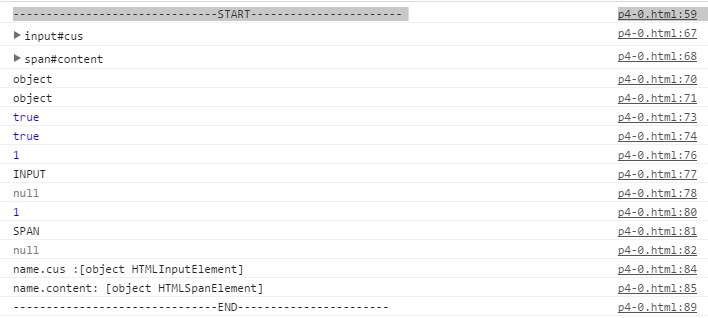 -------------------------------START----------------------- p4-0.html:59
▶ input#cus p4-0.html:67
▶ span#content p4-0.html:68
object p4-0.html:70
object p4-0.html:71
true p4-0.html:73
true p4-0.html:74
1 p4-0.html:76
INPUT p4-0.html:77
null p4-0.html:78
1 p4-0.html:80
SPAN p4-0.html:81
null p4-0.html:82
name.cus :[object HTMLInputElement] p4-0.html:84
name.content: [object HTMLSpanElement] p4-0.html:85
-------------------------------END----------------------- p4-0.html:89